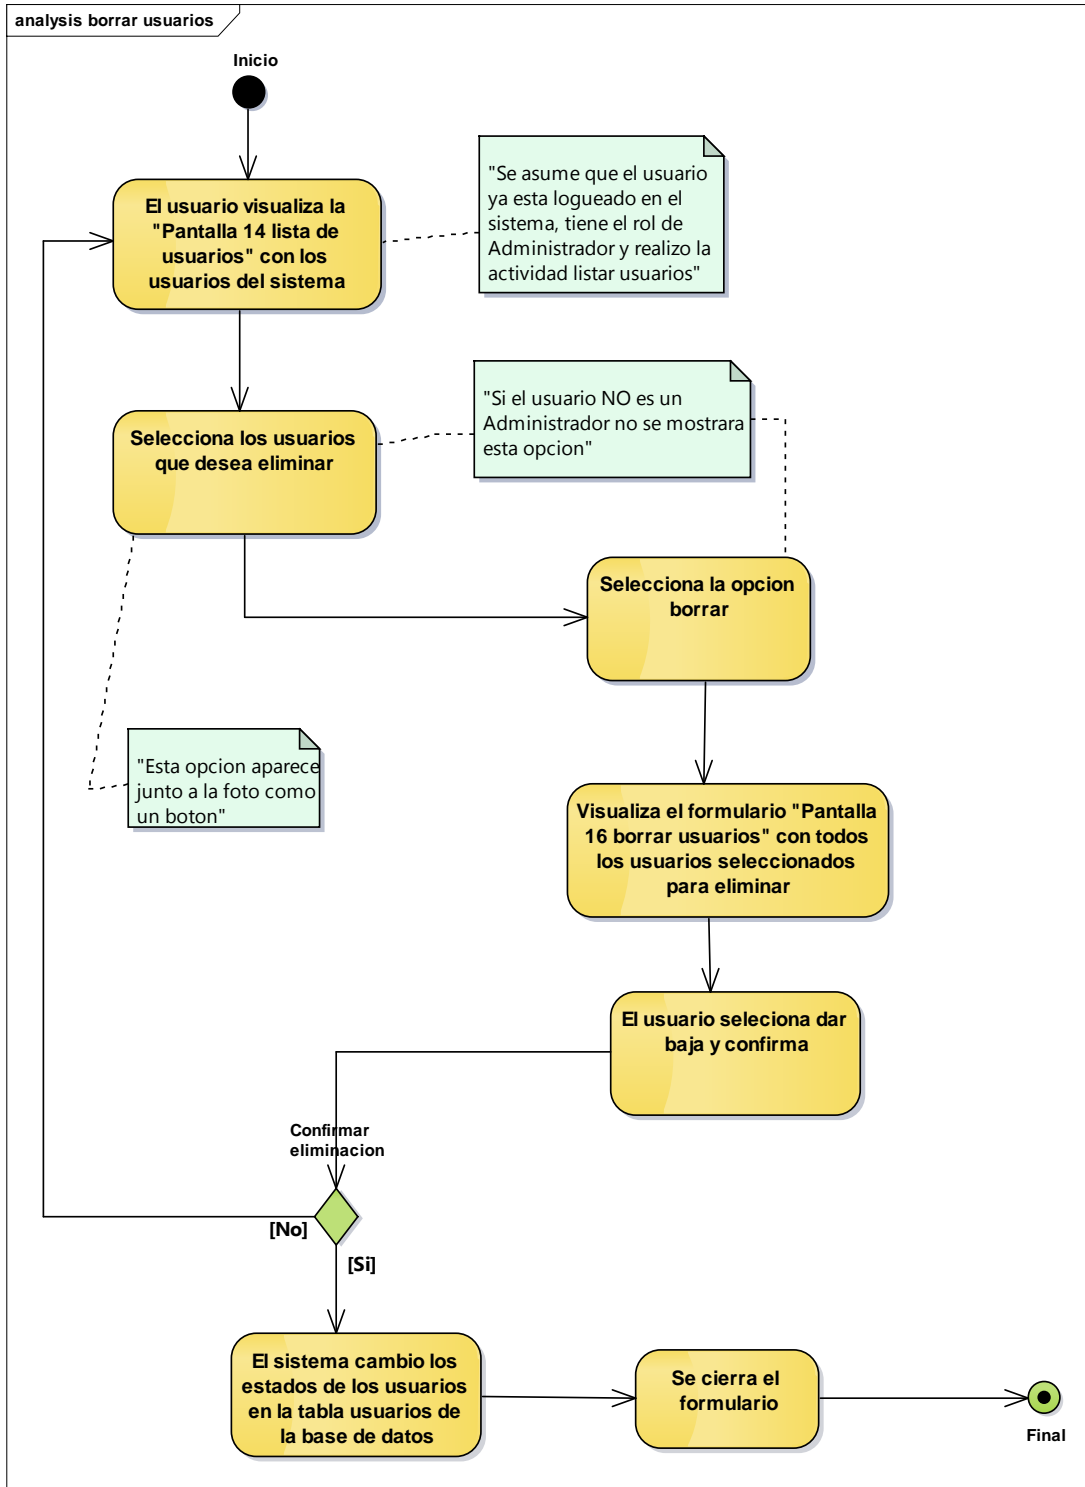 analysis borrar usuarios
Inicio
El usuario visualiza la
"Pantalla 14 lista de
usuarios" con los
usuarios del sistema
"Se asume que el usuario
ya esta logueado en el
sistema, tiene el rol de
Administrador y realizo la
actividad listar usuarios"
Selecciona los usuarios
que desea eliminar
"Si el usuario NO es un
Administrador no se mostrara
esta opcion"
Selecciona la opcion
borrar
"Esta opcion aparece
junto a la foto como
un boton"
Visualiza el formulario "Pantalla
16 borrar usuarios" con todos
los usuarios seleccionados
para eliminar
El usuario seleciona dar
baja y confirma
Confirmar
eliminacion
[No]
[Si]
El sistema cambio los
estados de los usuarios
en la tabla usuarios de
la base de datos
Se cierra el
formulario
Final